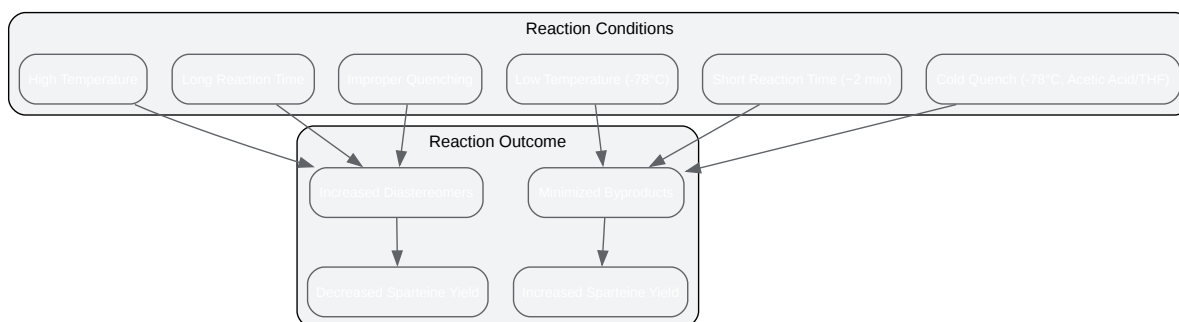 Reaction Conditions
High Temperature
Long Reaction Time
Improper Quenching
Low Temperature (-78°C)
Short Reaction Time (~2 min)
Cold Quench (-78°C, Acetic Acid/THF)
Reaction Outcome
Increased Diastereomers
Minimized Byproducts
Decreased Sparteine Yield
Increased Sparteine Yield